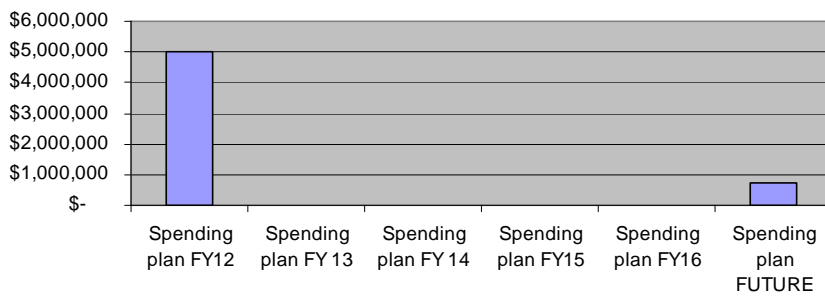 $6,000,000
$5,000,000
$4,000,000
$3,000,000
$2,000,000
$1,000,000
$-
Spending plan FY12
Spending plan FY 13
Spending plan FY 14
Spending plan FY15
Spending plan FY16
Spending plan FUTURE